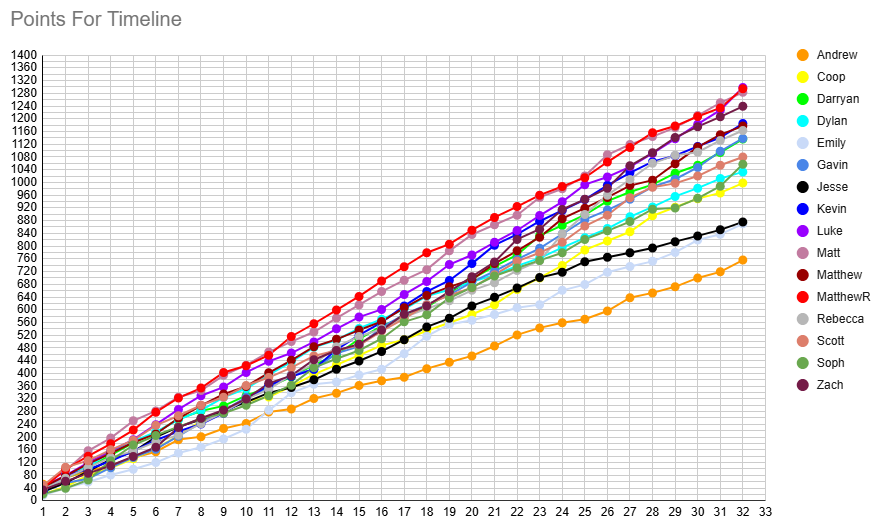 Points For Timeline
1400
1360
1320
1280
1240
1200
1160
1120
1080
1040
1000
960
920
880
840
800
760
720
680
640
600
560
520
480
440
400
360
320
280
240
200
160
120
80
40
0
1 2 3 4 5 6 7 8 9 10 11 12 13 14 15 16 17 18 19 20 21 22 23 24 25 26 27 28 29 30 31 32 33
Andrew
Coop
Darryan
Dylan
Emily
Gavin
Jesse
Kevin
Luke
Matt
Matthew
MatthewR
Rebecca
Scott
Soph
Zach